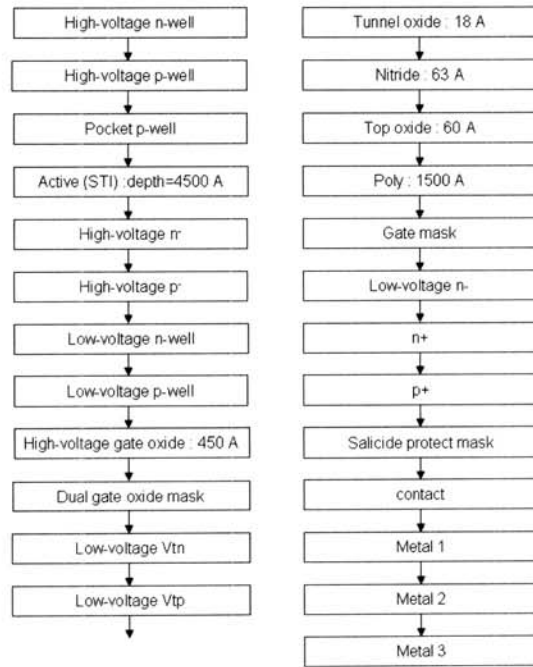 High-voltage n-well
High-voltage p-well
Pocket p-well
Active (STI) :depth=4500 A
High-voltage n-
High-voltage p-
Low-voltage n-well
Low-voltage p-well
High-voltage gate oxide : 450 A
Dual gate oxide mask
Low-voltage Vtn
Low-voltage Vtp
Tunnel oxide : 18 A
Nitride : 63 A
Top oxide : 60 A
Poly : 1500 A
Gate mask
Low-voltage n-
n+
p+
Salicide protect mask
contact
Metal 1
Metal 2
Metal 3